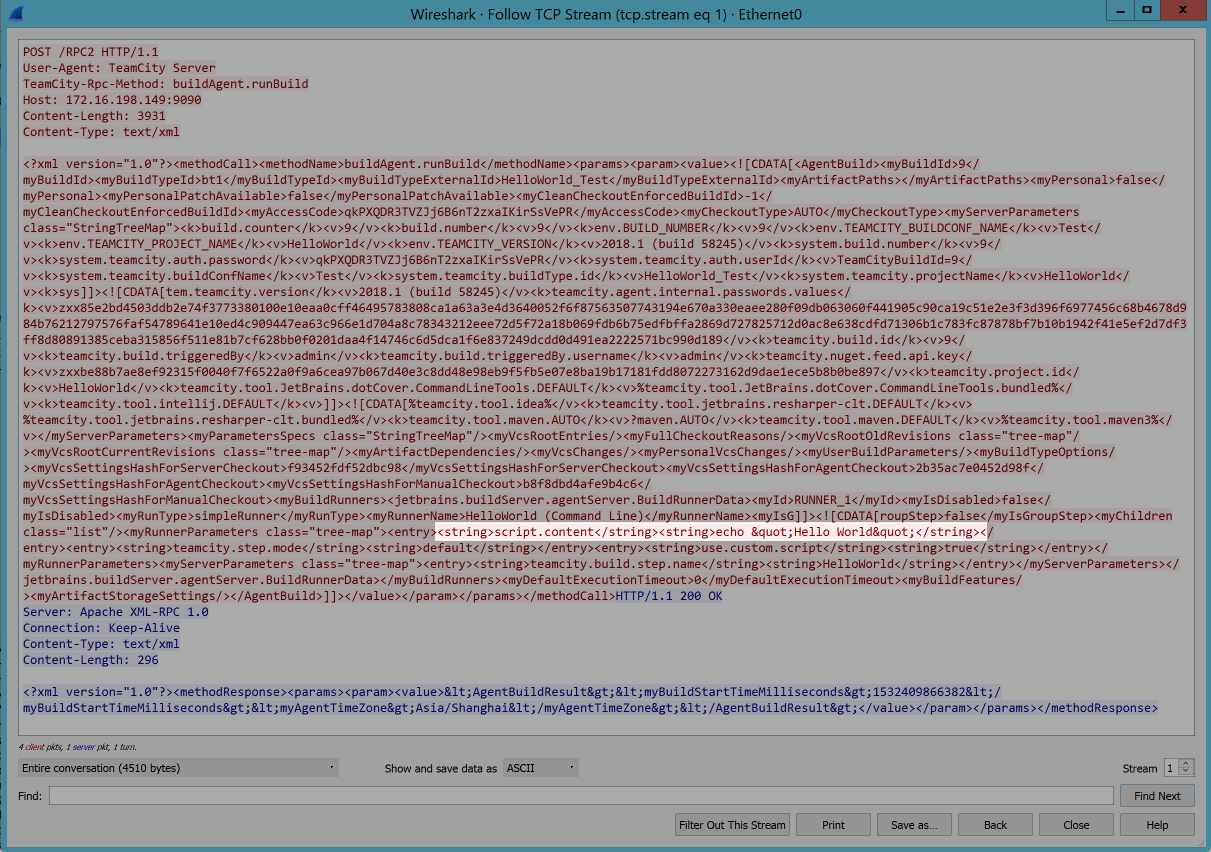 Wireshark · Follow TCP Stream (tcp.stream eq 1) · Ethernet0
POST /RPC2 HTTP/1.1
User-Agent: TeamCity Server
TeamCity-Rpc-Method: buildAgent.runBuild
Host: 172.16.198.149:9090
Content-Length: 3931
Content-Type: text/xml
<?xml version="1.0"?><methodCall><methodName>buildAgent.runBuild</methodName><params><param><value><![CDATA[<AgentBuild><myBuildId>9</
myBuildId><myBuildTypeId>bt1</myBuildTypeId><myBuildTypeExternalId>HelloWorld_Test</myBuildTypeExternalId><myArtifactPaths></myArtifactPaths><myPersonal>false</
myPersonal><myPersonalPatchAvailable>false</myPersonalPatchAvailable><myCleanCheckoutEnforcedBuildId>-1</
myCleanCheckoutEnforcedBuildId><myAccessCode>qkPXQDR3TVZJj6B6nT2zxaIKirSsVePR</myAccessCode><myCheckoutType>AUTO</myCheckoutType><myServerParameters
class="StringTreeMap"><k>build.counter</k><v>9</v><k>build.number</k><v>9</v><k>env.BUILD_NUMBER</k><v>9</v><k>env.TEAMCITY_BUILDCONF_NAME</k><v>Test</
v><k>env.TEAMCITY_PROJECT_NAME</k><v>HelloWorld</v><k>env.TEAMCITY_VERSION</k><v>2018.1 (build 58245)</v><k>system.build.number</k><v>9</
v><k>system.teamcity.auth.password</k><v>qkPXQDR3TVZJj6B6nT2zxaIKirSsVePR</v><k>system.teamcity.auth.userId</k><v>TeamCityBuildId=9</
v><k>system.teamcity.buildConfName</k><v>Test</v><k>system.teamcity.buildType.id</k><v>HelloWorld_Test</v><k>system.teamcity.projectName</k><v>HelloWorld</
v><k>sys]]><![CDATA[tem.teamcity.version</k><v>2018.1 (build 58245)</v><k>teamcity.agent.internal.passwords.values</
k><v>zxx85e2bd4503ddb2e74f3773380100e10eaa0cff46495783808ca1a63a3e4d3640052f6f87563507743194e670a330eaee280f09db063060f441905c90ca19c51e2e3f3d396f6977456c68b4678d9
84b76212797576faf54789641e10ed4c909447ea63c966e1d704a8c78343212eee72d5f72a18b069fdb6b75edfbffa2869d727825712d0ac8e638cdfd71306b1c783fc87878bf7b10b1942f41e5ef2d7df3
ff8d80891385ceba315856f511e81b7cf628bb0f0201daa4f14746c6d5dca1f6e837249dcdd0d491ea2222571bc990d189</v><k>teamcity.build.id</k><v>9</
v><k>teamcity.build.triggeredBy</k><v>admin</v><k>teamcity.build.triggeredBy.username</k><v>admin</v><k>teamcity.nuget.feed.api.key</
k><v>zxxbe88b7ae8ef92315f0040f7f6522a0f9a6cea97b067d40e3c8dd48e98eb9f5fb5e07e8ba19b17181fdd8072273162d9dae1ece5b8b0be897</v><k>teamcity.project.id</
k><v>HelloWorld</v><k>teamcity.tool.JetBrains.dotCover.CommandLineTools.DEFAULT</k><v>%teamcity.tool.JetBrains.dotCover.CommandLineTools.bundled%</
v><k>teamcity.tool.intellij.DEFAULT</k><v>]]><![CDATA[%teamcity.tool.idea%</v><k>teamcity.tool.jetbrains.resharper-clt.DEFAULT</k><v>
%teamcity.tool.jetbrains.resharper-clt.bundled%</v><k>teamcity.tool.maven.AUTO</k><v>?maven.AUTO</v><k>teamcity.tool.maven.DEFAULT</k><v>%teamcity.tool.maven3%</
v></myServerParameters><myParametersSpecs class="StringTreeMap"/><myVcsRootEntries/><myFullCheckoutReasons/><myVcsRootOldRevisions class="tree-map"/
><myVcsRootCurrentRevisions class="tree-map"/><myArtifactDependencies/><myVcsChanges/><myPersonalVcsChanges/><myUserBuildParameters/><myBuildTypeOptions/
><myVcsSettingsHashForServerCheckout>f93452fdf52dbc98</myVcsSettingsHashForServerCheckout><myVcsSettingsHashForAgentCheckout>2b35ac7e0452d98f</
myVcsSettingsHashForAgentCheckout><myVcsSettingsHashForManualCheckout>b8f8dbd4afe9b4c6</
myVcsSettingsHashForManualCheckout><myBuildRunners><jetbrains.buildServer.agentServer.BuildRunnerData><myId>RUNNER_1</myId><myIsDisabled>false</
myIsDisabled><myRunType>simpleRunner</myRunType><myRunnerName>HelloWorld (Command Line)</myRunnerName><myIsG]]><![CDATA[roupStep>false</myIsGroupStep><myChildren
class="list"/><myRunnerParameters class="tree-map"><entry><string>script.content</string><string>echo &quot;Hello World&quot;</string></
entry><entry><string>teamcity.step.mode</string><string>default</string></entry><entry><string>use.custom.script</string><string>true</string></entry></
myRunnerParameters><myServerParameters class="tree-map"><entry><string>teamcity.build.step.name</string><string>HelloWorld</string></entry></myServerParameters></
jetbrains.buildServer.agentServer.BuildRunnerData></myBuildRunners><myDefaultExecutionTimeout>0</myDefaultExecutionTimeout><myBuildFeatures/
><myArtifactStorageSettings/></AgentBuild>]]></value></param></params></methodCall>HTTP/1.1 200 OK
Server: Apache XML-RPC 1.0
Connection: Keep-Alive
Content-Type: text/xml
Content-Length: 296
<?xml version="1.0"?><methodResponse><params><param><value>&lt;AgentBuildResult&gt;&lt;myBuildStartTimeMilliseconds&gt;1532409866382&lt;/
myBuildStartTimeMilliseconds&gt;&lt;myAgentTimeZone&gt;Asia/Shanghai&lt;/myAgentTimeZone&gt;&lt;/AgentBuildResult&gt;</value></param></params></methodResponse>
4 client pkts, 1 server pkt, 1 turn.
Entire conversation (4510 bytes) Show and save data as ASCII Stream 1
Find: Find Next
Filter Out This Stream Print Save as... Back Close Help